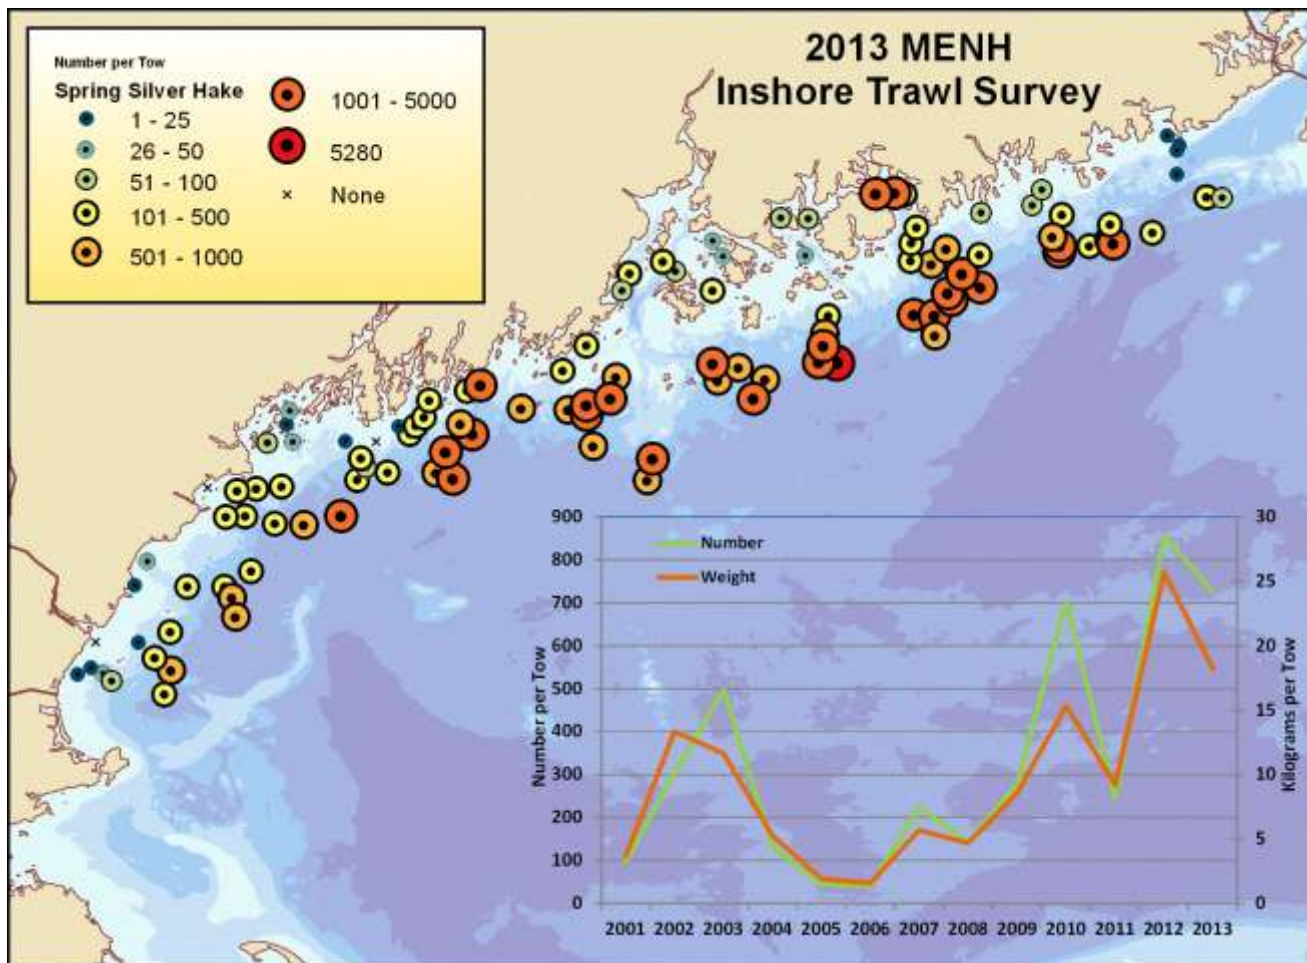 2013 MENH
Inshore Trawl Survey
Number per Tow
Spring Silver Hake
1 - 25
26 - 50
51 - 100
101 - 500
501 - 1000
1001 - 5000
5280
None
Number
Weight
Number per Tow
900
800
700
600
500
400
300
200
100
0
30
25
20
15
10
5
0
Kilograms per Tow
2001 2002 2003 2004 2005 2006 2007 2008 2009 2010 2011 2012 2013